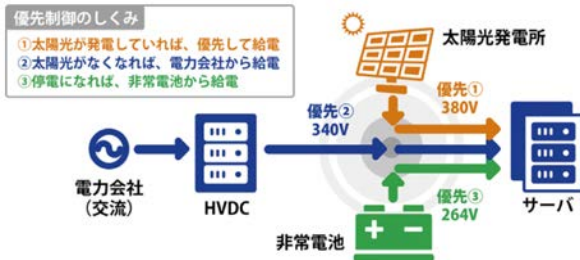 優先制御のしくみ
①太陽光が発電していれば、優先して給電
②太陽光がなくなれば、電力会社から給電
③停電になれば、非常電池から給電
太陽光発電所
優先①
380V
優先②
340V
電力会社
(交流)
HVDC
優先③
264V
サーバ
非常電池